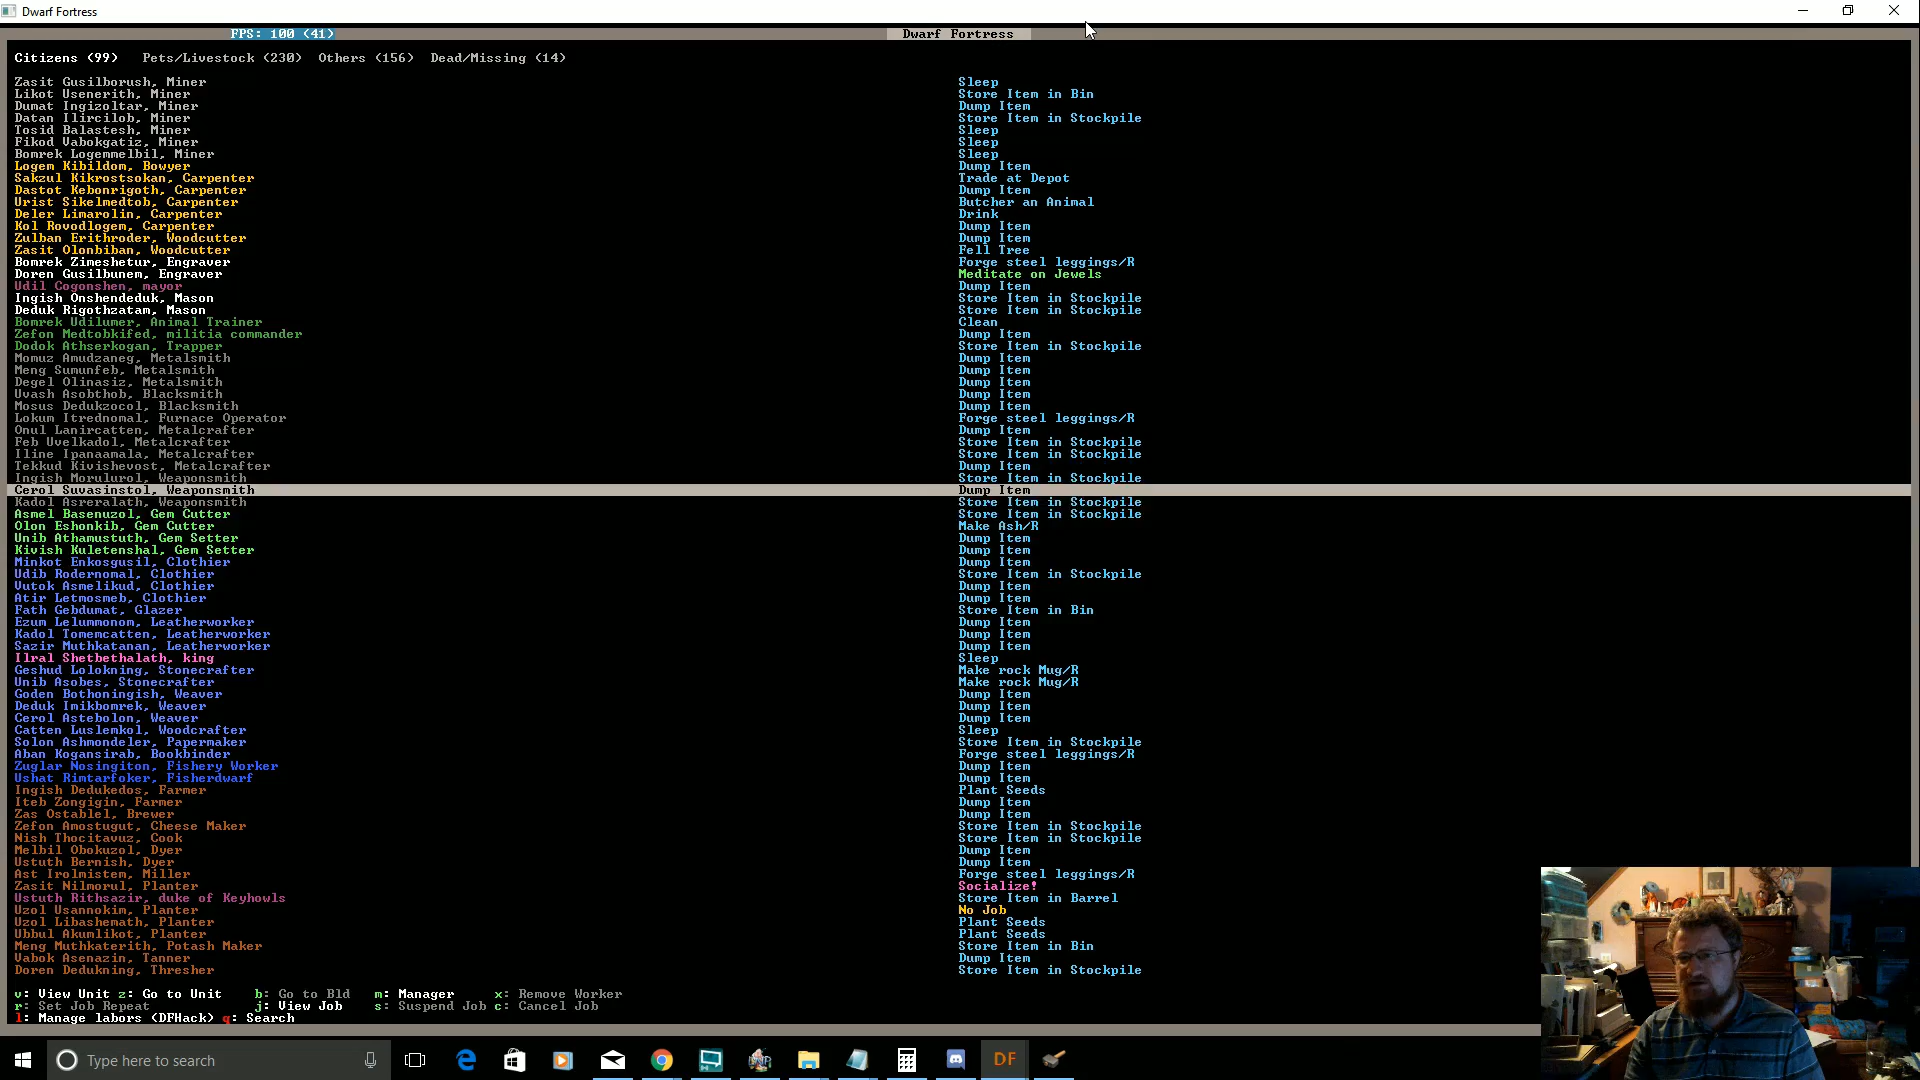 Dwarf Fortress
FPS: 100 (41) Dwarf Fortress
Citizens (99) Pets/Livestock (230) Others (156) Dead/Missing (14)
Zasit Gusilborush, Miner Sleep
Likot Usenerith, Miner Store Item in Bin
Dumat Ingizoltar, Miner Dump Item
Datan Ilircilob, Miner Store Item in Stockpile
Tosid Balastesh, Miner Sleep
Fikod Vabokgatiz, Miner Sleep
Bomrek Logemmelbil, Miner Sleep
Logem Kibildom, Bowyer Dump Item
Sakzul Kikrostsokan, Carpenter Trade at Depot
Dastot Kebonrigoth, Carpenter Dump Item
Urist Sikelmedtob, Carpenter Butcher an Animal
Deler Limarolin, Carpenter Drink
Kol Rovodlogem, Carpenter Dump Item
Zulban Erithroder, Woodcutter Dump Item
Zasit Olonbiban, Woodcutter Fell Tree
Bomrek Zimeshetur, Engraver Forge steel leggings/R
Doren Gusilbunem, Engraver Meditate on Jewels
Udil Cogonshen, mayor Dump Item
Ingish Onshendeduk, Mason Store Item in Stockpile
Deduk Rigothzatam, Mason Store Item in Stockpile
Bomrek Udilumer, Animal Trainer Clean
Zefon Medtobkifed, militia commander Dump Item
Dodok Athserkogan, Trapper Store Item in Stockpile
Momuz Amudzaneg, Metalsmith Dump Item
Meng Sumunfeb, Metalsmith Dump Item
Degel Olinasiz, Metalsmith Dump Item
Uvash Asobthob, Blacksmith Dump Item
Mosus Dedukzocol, Blacksmith Dump Item
Lokum Itrednomal, Furnace Operator Forge steel leggings/R
Onul Lanircatten, Metalcrafter Dump Item
Feb Uvelkadol, Metalcrafter Store Item in Stockpile
Iline Ipanaamala, Metalcrafter Store Item in Stockpile
Tekkud Kivishevost, Metalcrafter Dump Item
Ingish Morulurol, Weaponsmith Store Item in Stockpile
Cerol Suvasinstol, Weaponsmith Dump Item
Kadol Asreralath, Weaponsmith Store Item in Stockpile
Asmel Basenuzol, Gem Cutter Store Item in Stockpile
Olon Eshonkib, Gem Cutter Make Ash/R
Unib Athamustuth, Gem Setter Dump Item
Kivish Kuletenshal, Gem Setter Dump Item
Minkot Enkosgusil, Clothier Dump Item
Udib Rodernomal, Clothier Store Item in Stockpile
Vutok Asmelikud, Clothier Dump Item
Atir Letmosmeb, Clothier Dump Item
Fath Gebdumat, Glazer Store Item in Bin
Ezum Lelummonom, Leatherworker Dump Item
Kadol Tomemcatten, Leatherworker Dump Item
Sazir Muthkatanan, Leatherworker Dump Item
Ilral Shetbethalath, king Sleep
Geshud Lolokning, Stonecrafter Make rock Mug/R
Unib Asobes, Stonecrafter Make rock Mug/R
Goden Bothoningish, Weaver Dump Item
Deduk Imikbomrek, Weaver Dump Item
Cerol Astebolon, Weaver Dump Item
Catten Luslemkol, Woodcrafter Sleep
Solon Ashmondeler, Papermaker Store Item in Stockpile
Aban Kogansirab, Bookbinder Forge steel leggings/R
Zuglar Nosingiton, Fishery Worker Dump Item
Ushat Rimtarfoker, Fisherdwarf Dump Item
Ingish Dedukedos, Farmer Plant Seeds
Iteb Zongigin, Farmer Dump Item
Zas Ostablel, Brewer Dump Item
Zefon Amostugut, Cheese Maker Store Item in Stockpile
Nish Thocitavuz, Cook Store Item in Stockpile
Melbil Obokuzol, Dyer Dump Item
Ustuth Bernish, Dyer Dump Item
Ast Irolmistem, Miller Forge steel leggings/R
Zasit Nilmorul, Planter Socialize!
Ustuth Rithsazir, duke of Keyhowls Store Item in Barrel
Uzol Usannokim, Planter No Job
Uzol Libashemath, Planter Plant Seeds
Ubbul Akumlikot, Planter Plant Seeds
Meng Muthkaterith, Potash Maker Store Item in Bin
Vabok Asenazin, Tanner Dump Item
Doren Dedukning, Thresher Store Item in Stockpile
v: View Unit z: Go to Unit b: Go to Bld m: Manager x: Remove Worker
r: Set Job Repeat j: View Job s: Suspend Job c: Cancel Job
l: Manage labors (DFHack) q: Search
Type here to search
DF